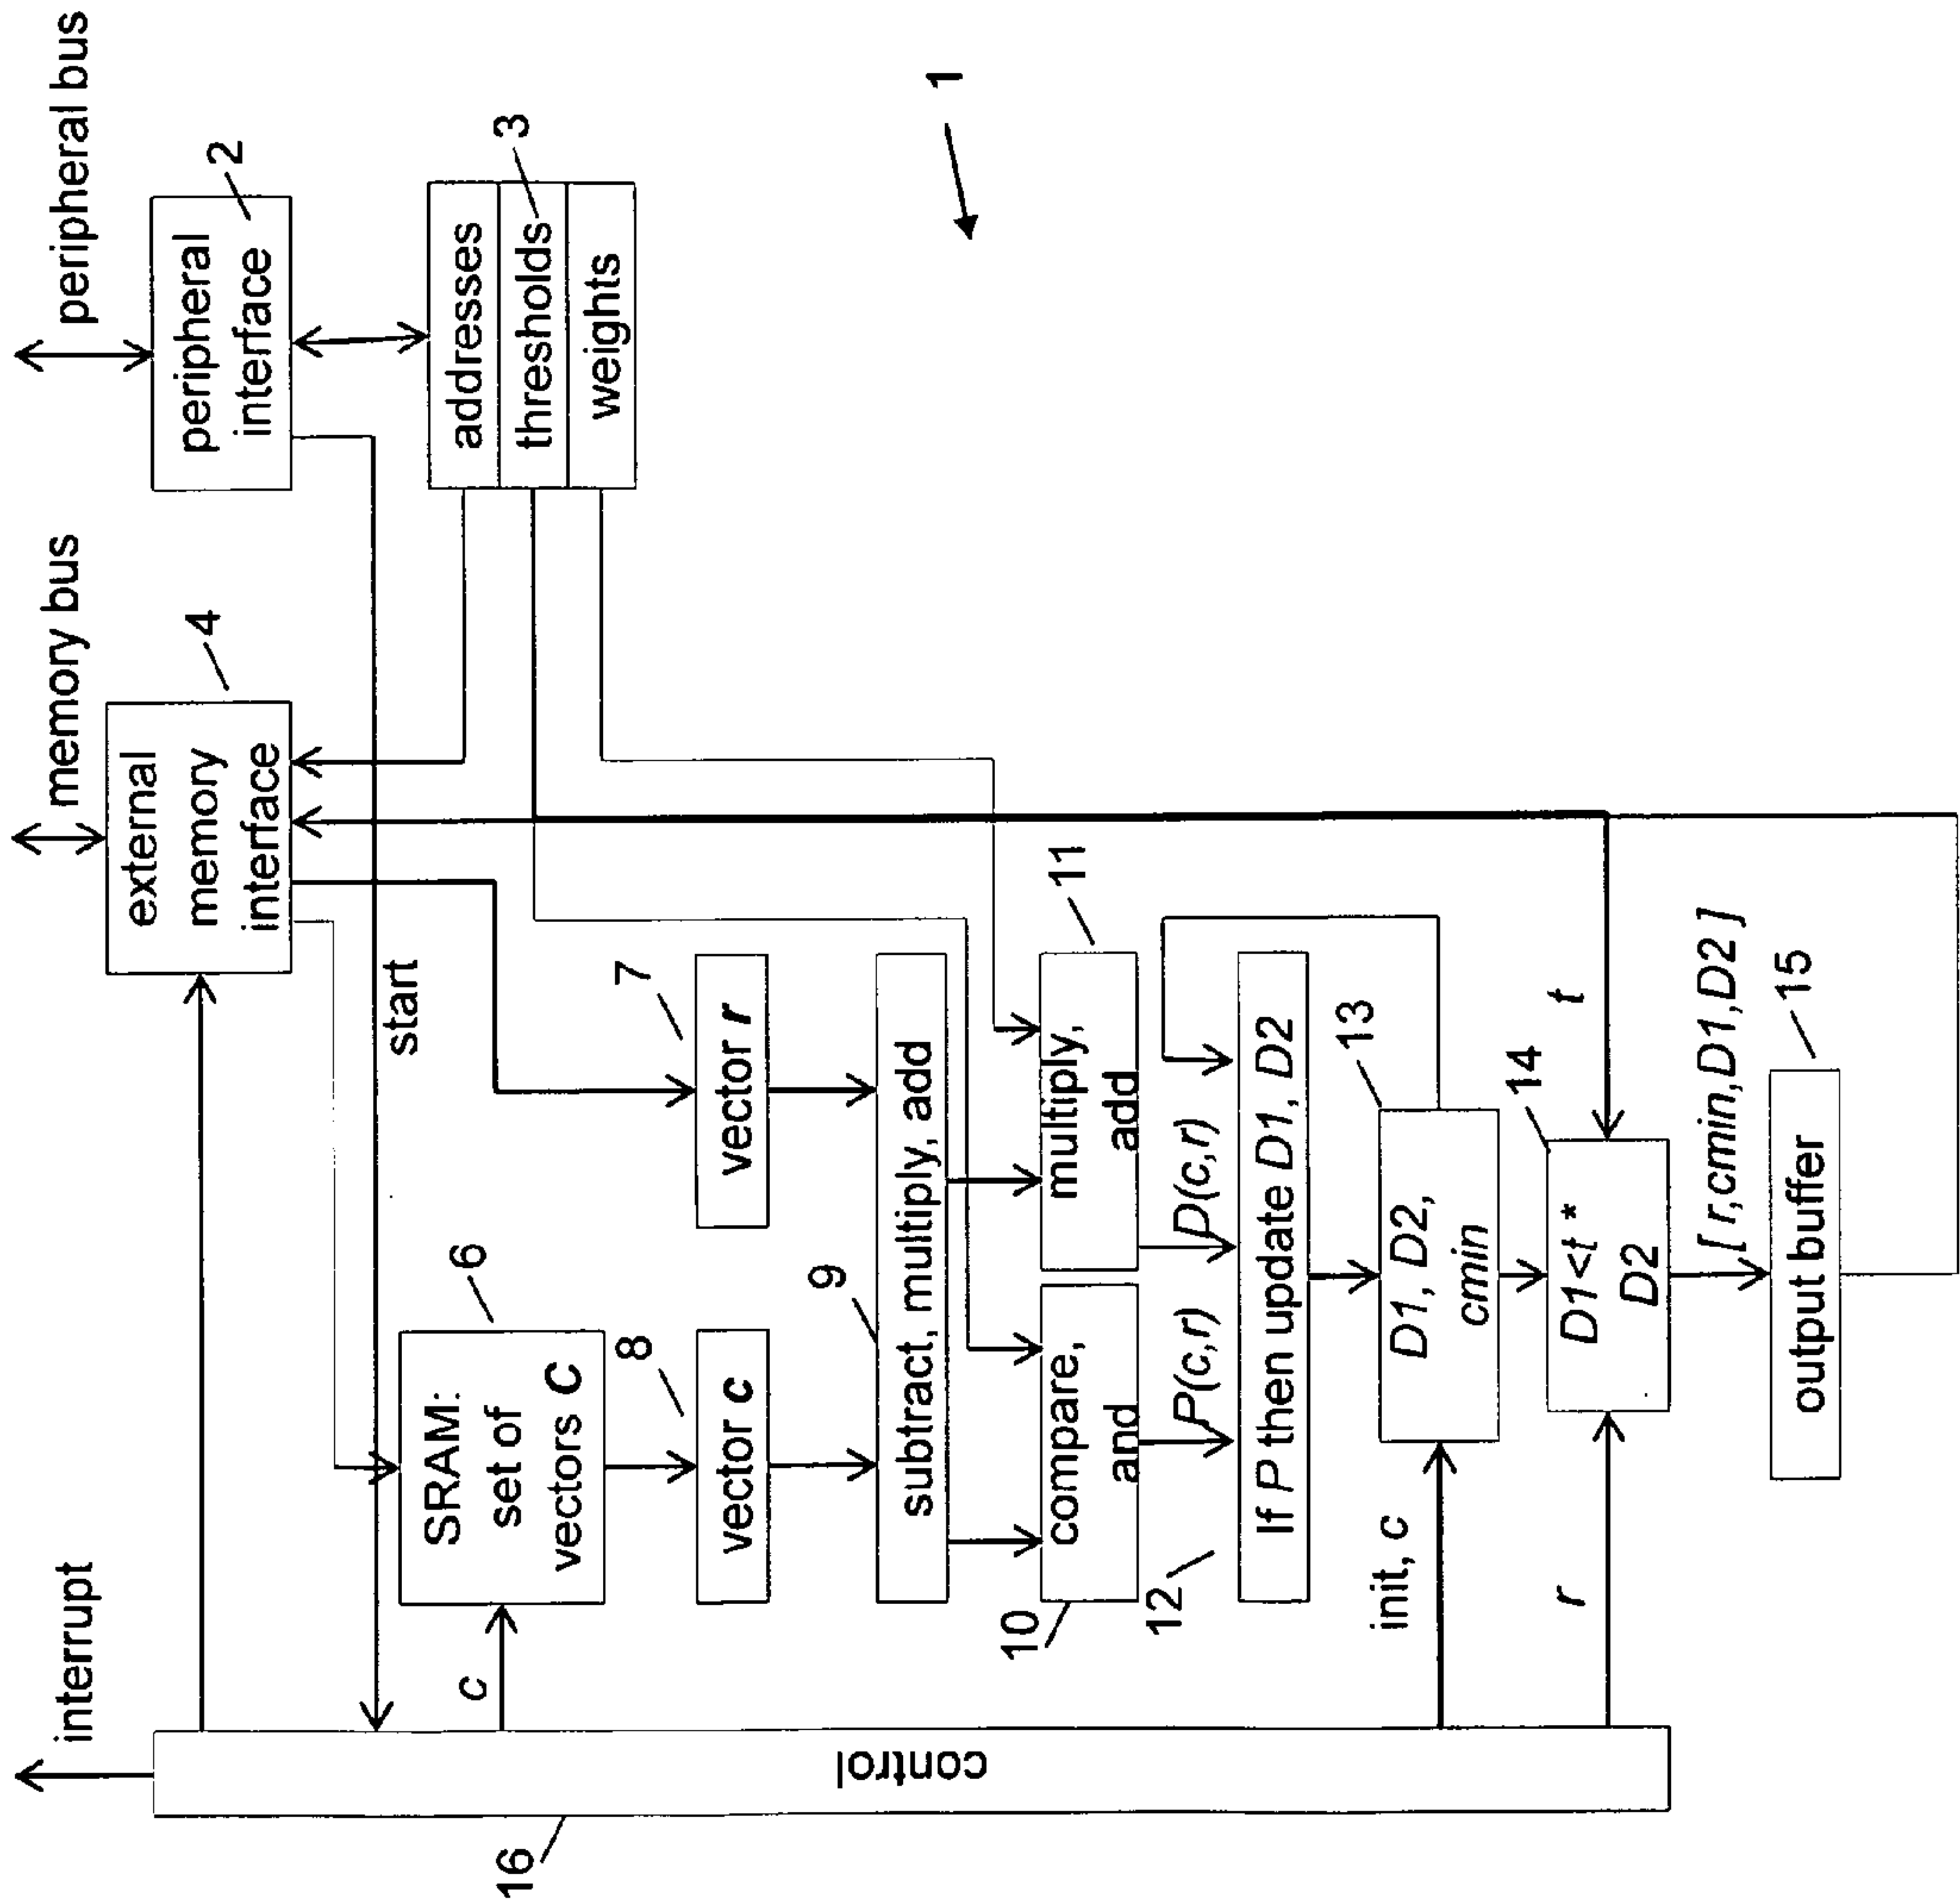 interrupt
memory bus
peripheral bus
external
memory
interface
4
peripheral
interface
2
start
addresses
thresholds
weights
3
SRAM:
set of
vectors C
6
c
vector r
7
vector c
8
subtract, multiply, add
9
1
compare,
and
10
multiply,
add
11
P(c,r)
D(c,r)
12
If P then update D1, D2
init, c
D1, D2,
cmin
13
r
D1<t *
D2
14
t
[ r,cmin,D1,D2 ]
output buffer
15
control
16